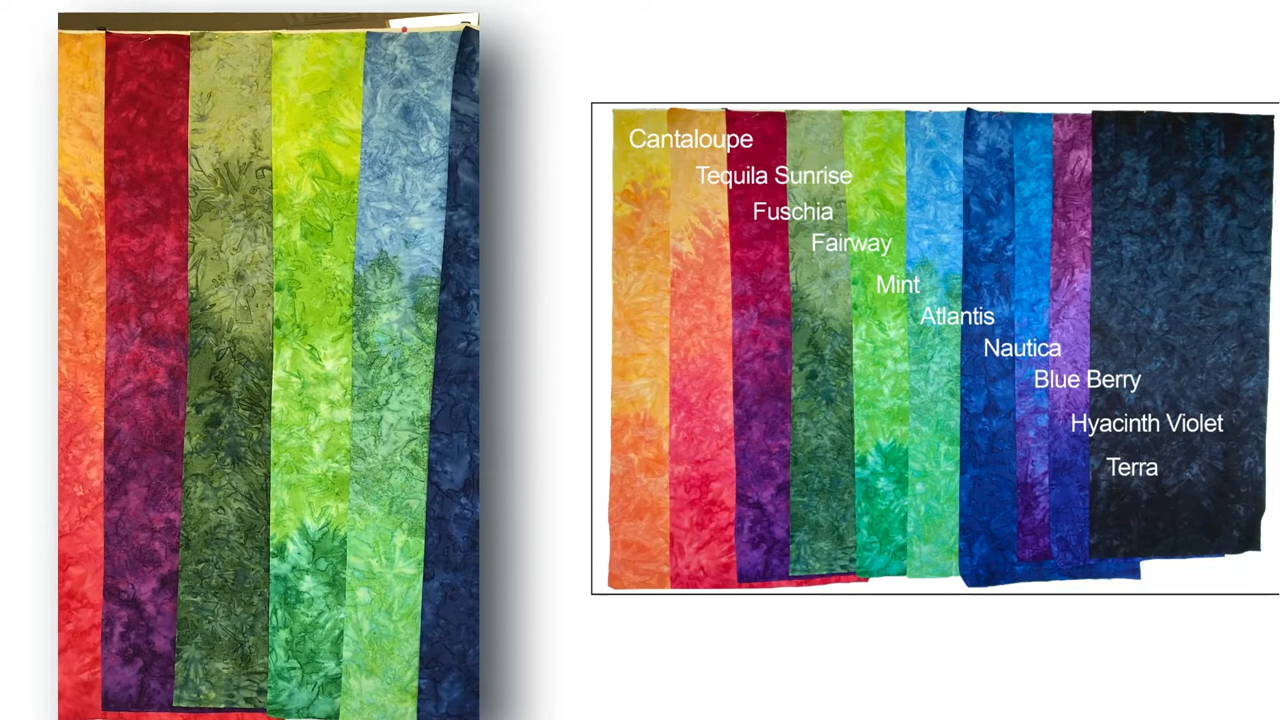 Cantaloupe
Tequila Sunrise
Fuschia
Fairway
Mint
Atlantis
Nautica
Blue Berry
Hyacinth Violet
Terra